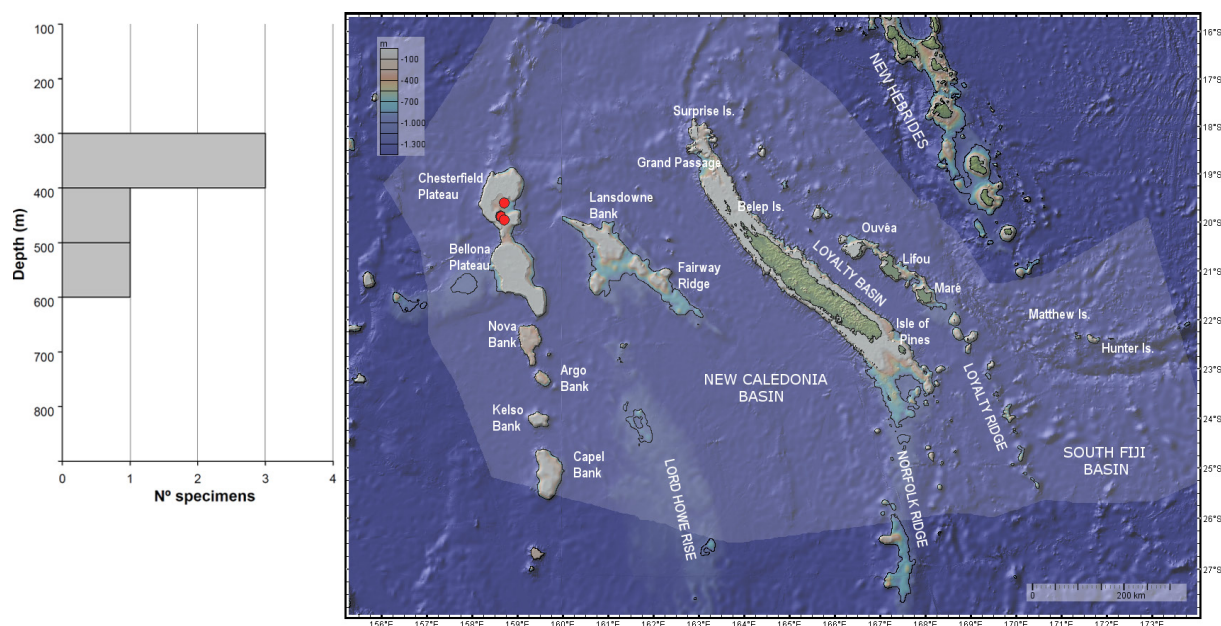 100
200
300
400
500
600
700
800
Depth (m)
0
1
2
3
4
Nº specimens
m
-100
-400
-700
-1.000
-1.300
Surprise Is.
Grand Passage
Chesterfield
Plateau
Lansdowne
Bank
Belep Is.
Bellona
Plateau
Fairway
Ridge
LOYALTY BASIN
Ouvéa
Lifou
Maré
NEW HEBRIDES
Matthew Is.
Hunter Is.
Isle of
Pines
Nova
Bank
Argo
Bank
NEW CALEDONIA
BASIN
Kelso
Bank
LOYALTY RIDGE
Capel
Bank
SOUTH FIJI
BASIN
LORD HOWE RISE
NORFOLK RIDGE
0
200 km
16°S
17°S
18°S
19°S
20°S
21°S
22°S
23°S
24°S
25°S
26°S
27°S
156°E
157°E
158°E
159°E
160°E
161°E
162°E
163°E
164°E
165°E
166°E
167°E
168°E
169°E
170°E
171°E
172°E
173°E